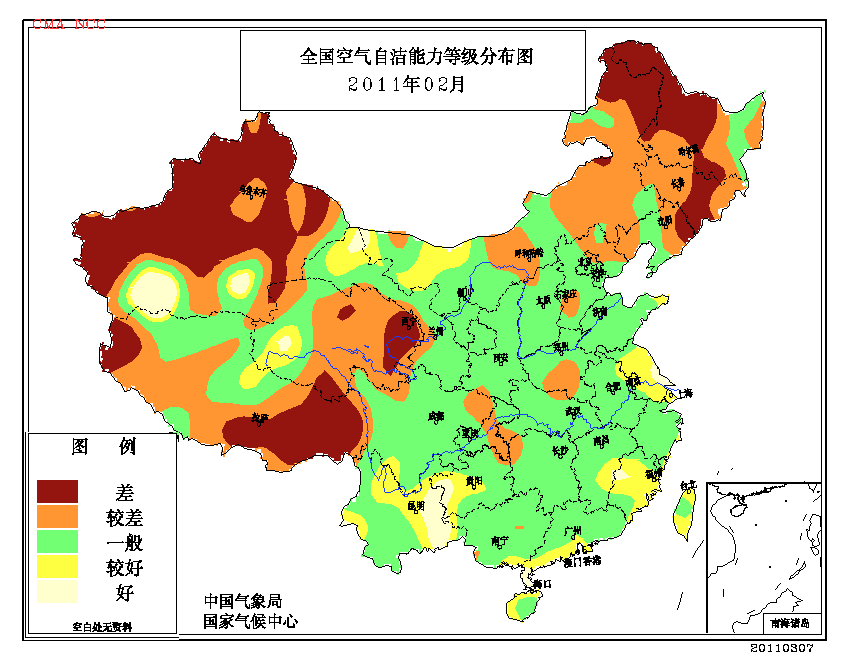 CMA NCC
全国空气自洁能力等级分布图
2011年02月
哈尔滨
长春
沈阳
乌鲁木齐
呼和浩特
北京
天津
银川
太原
石家庄
济南
西宁
兰州
郑州
西安
合肥
南京
上海
拉萨
成都
武汉
重庆
长沙
南昌
贵阳
福州
台北
昆明
南宁
广州
澳门 香港
海口
图 例
差
较差
一般
较好
好
空白处无资料
中国气象局
国家气候中心
南海诸岛
20110307